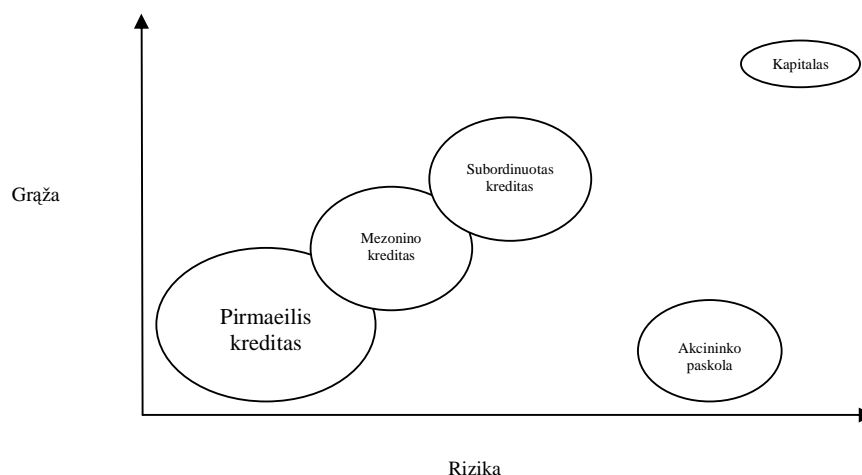 Kapitalas
Subordinuotas
kreditas
Grąža
Mezonino
kreditas
Pirmaeilis
kreditas
Akcininko
paskola
Rizika